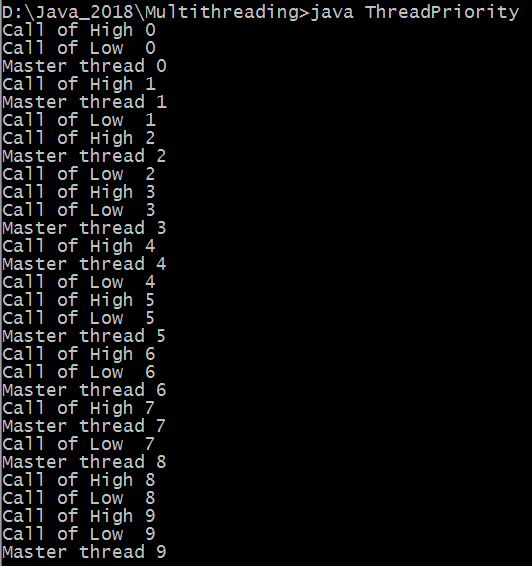 D:\Java_2018\Multithreading>java ThreadPriority
Call of High 0
Call of Low  0
Master thread 0
Call of High 1
Master thread 1
Call of Low  1
Call of High 2
Master thread 2
Call of Low  2
Call of High 3
Call of Low  3
Master thread 3
Call of High 4
Master thread 4
Call of Low  4
Call of High 5
Call of Low  5
Master thread 5
Call of High 6
Call of Low  6
Master thread 6
Call of High 7
Master thread 7
Call of Low  7
Master thread 8
Call of High 8
Call of Low  8
Call of High 9
Call of Low  9
Master thread 9